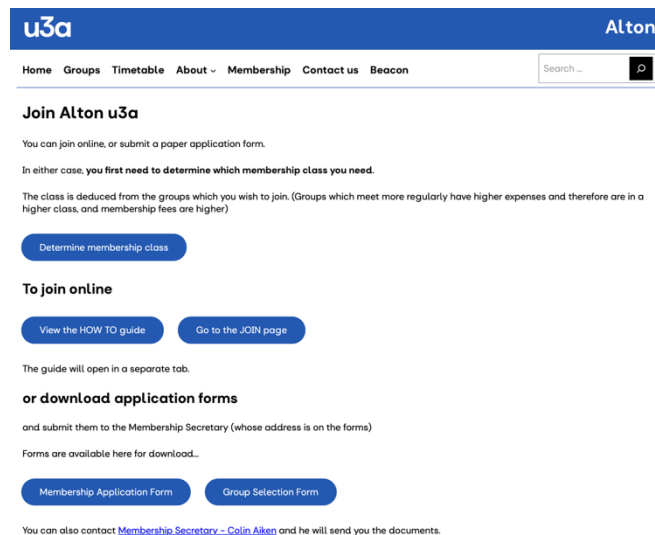 u3a
Alton
Home Groups Timetable About Membership Contact us Beacon
Search ...
Join Alton u3a
You can join online, or submit a paper application form.
In either case, you first need to determine which membership class you need.
The class is deduced from the groups which you wish to join. (Groups which meet more regularly have higher expenses and therefore are in a
higher class, and membership fees are higher)
Determine membership class
To join online
View the HOW TO guide
Go to the JOIN page
The guide will open in a separate tab.
or download application forms
and submit them to the Membership Secretary (whose address is on the forms)
Forms are available here for download...
Membership Application Form
Group Selection Form
You can also contact Membership Secretary – Colin Aiken and he will send you the documents.